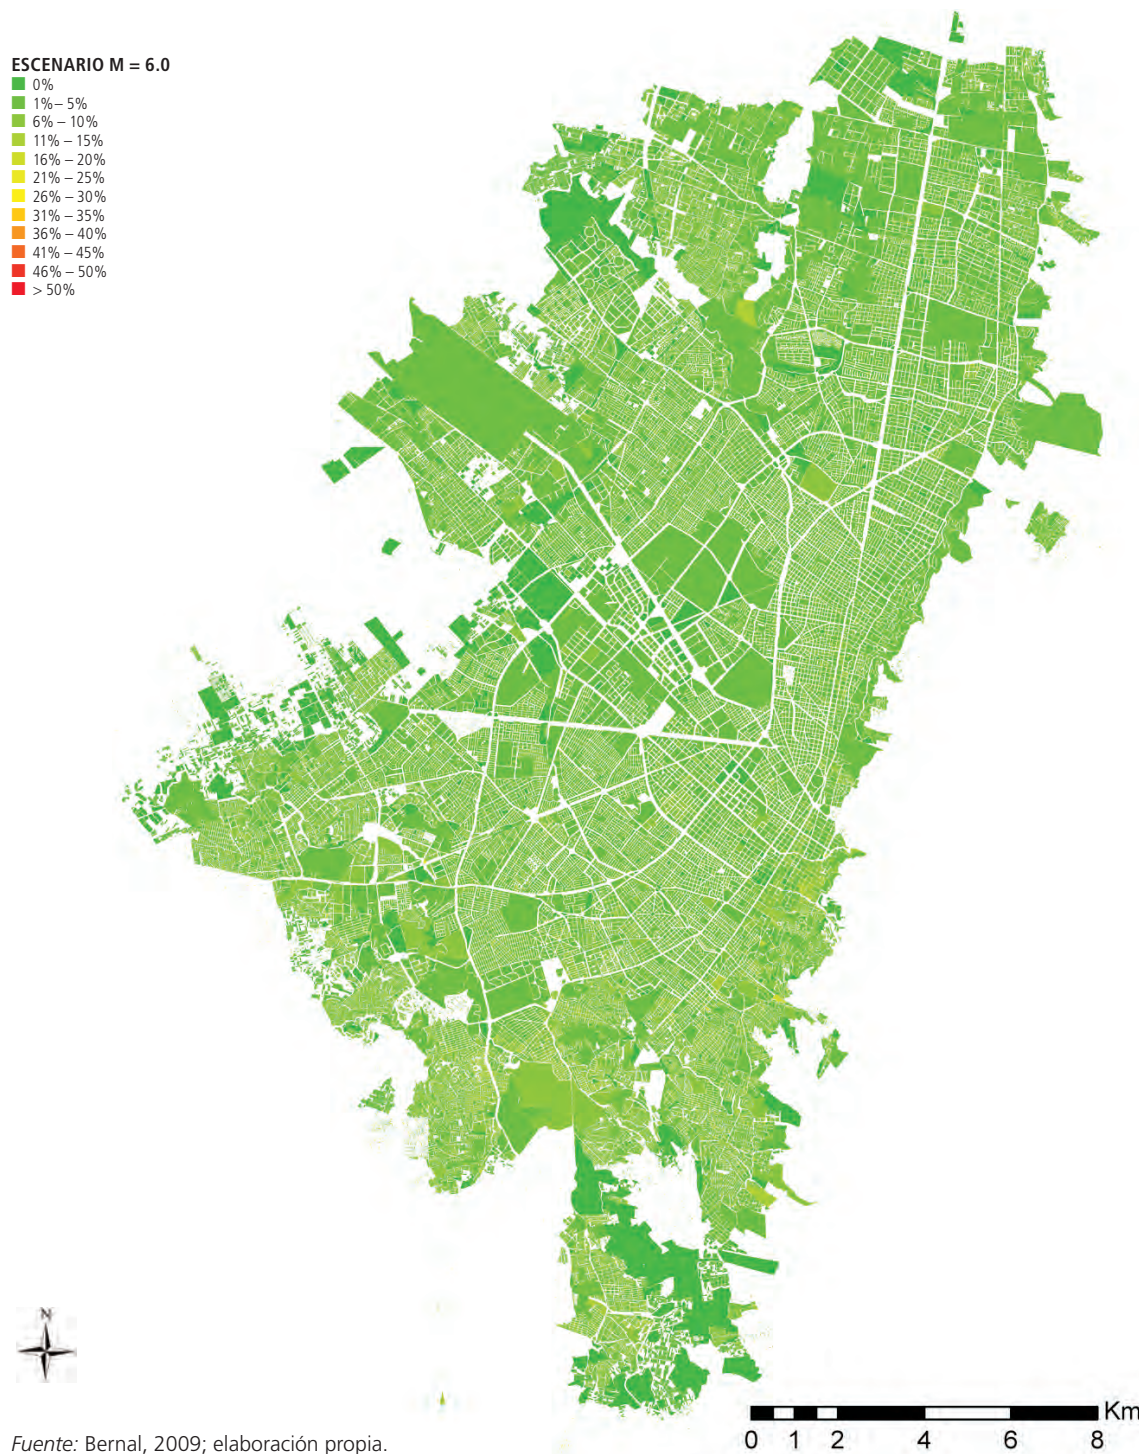 ESCENARIO M = 6.0
0%
1%– 5%
6% – 10%
11% – 15%
16% – 20%
21% – 25%
26% – 30%
31% – 35%
36% – 40%
41% – 45%
46% – 50%
> 50%
N
Km
0 1 2 4 6 8
Fuente: Bernal, 2009; elaboración propia.